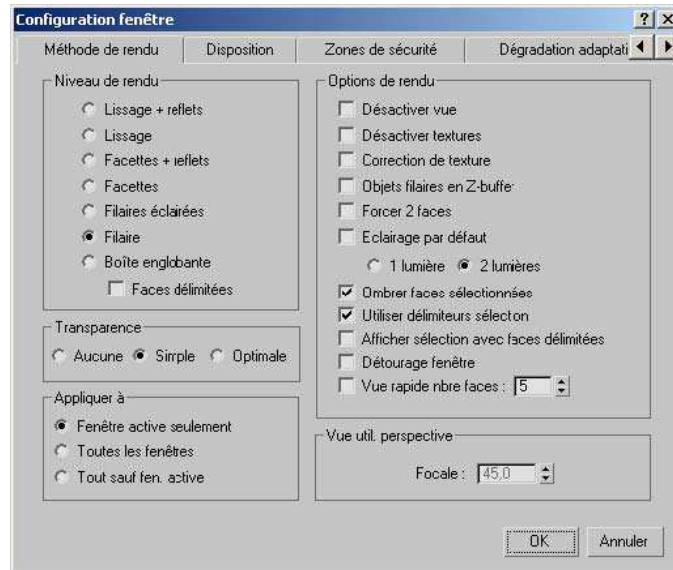 Configuration fenêtre
Méthode de rendu
Disposition
Zones de sécurité
Dégradation adaptati
Niveau de rendu
Lissage + reflets
Lissage
Facettes + reflets
Facettes
Filaires éclairées
Filaire
Boîte englobante
Faces délimitées
Transparence
Aucune
Simple
Optimale
Appliquer à
Fenêtre active seulement
Toutes les fenêtres
Tout sauf fen. active
Options de rendu
Désactiver vue
Désactiver textures
Correction de texture
Objets filaires en Z-buffer
Forcer 2 faces
Eclairage par défaut
1 lumière
2 lumières
Ombrer faces sélectionnées
Utiliser délimiteurs sélection
Afficher sélection avec faces délimitées
Détourage fenêtre
Vue rapide nbre faces : 5
Vue util. perspective
Focale : 45,0
OK
Annuler